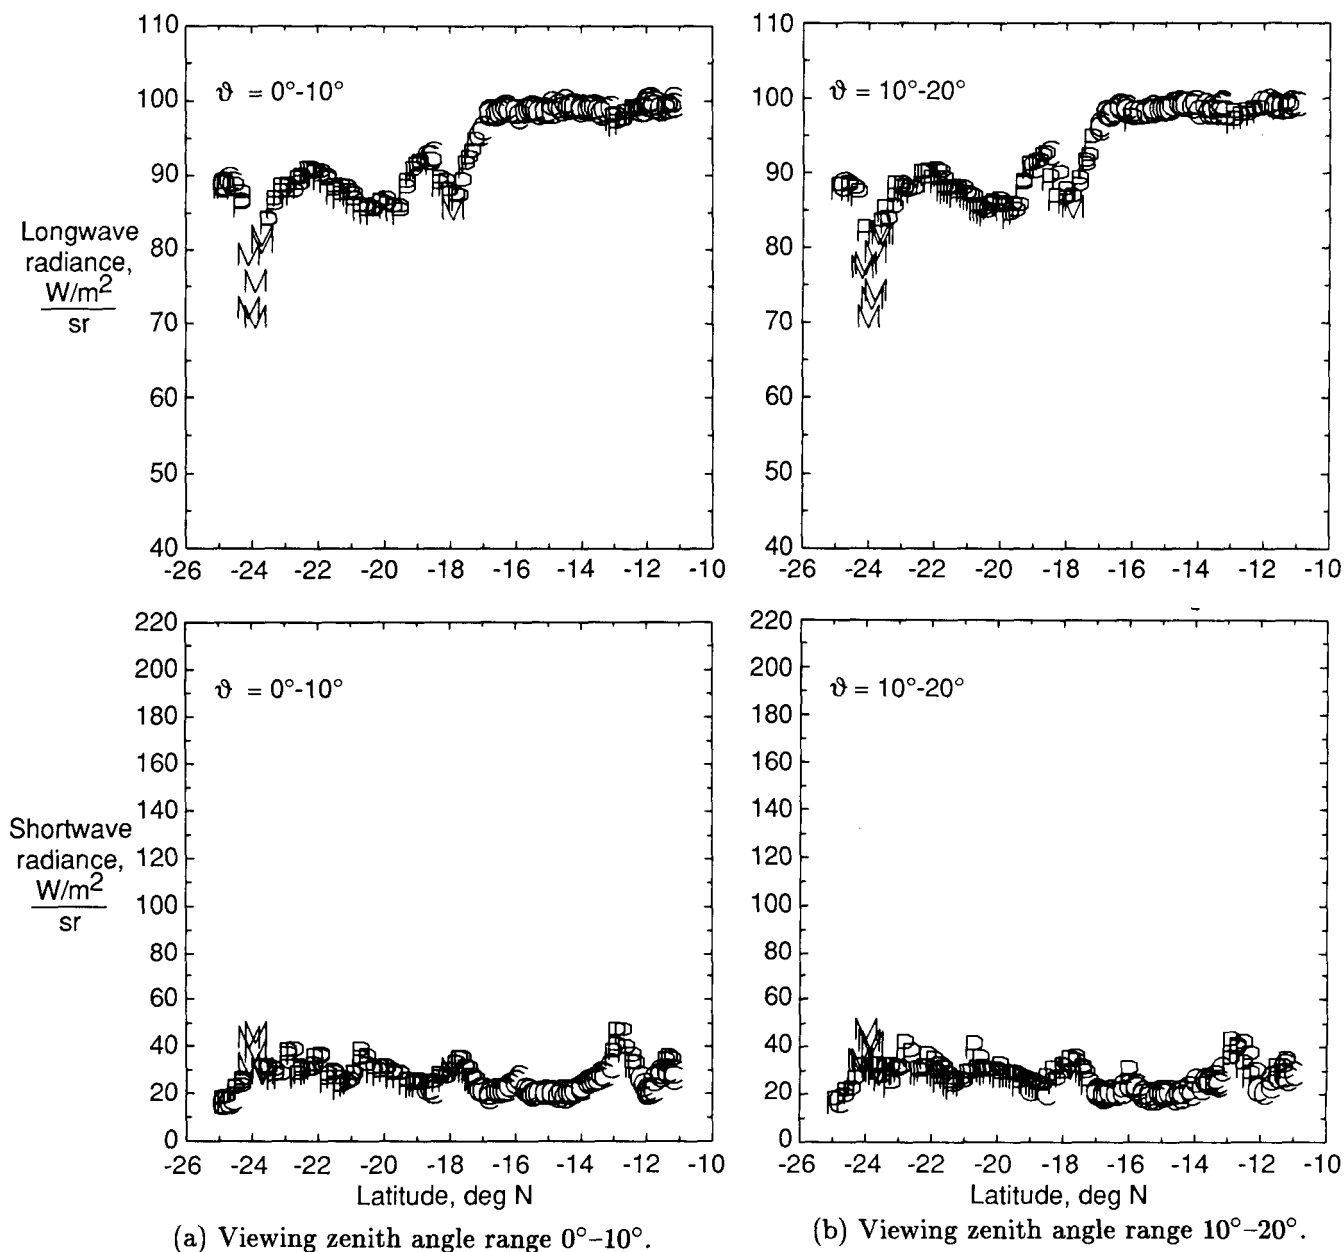 110
100
90
80
70
60
50
40
ϑ = 0°-10°
Longwave
radiance,
W/m2
sr
-26 -24 -22 -20 -18 -16 -14 -12 -10
110
100
90
80
70
60
50
40
ϑ = 10°-20°
-26 -24 -22 -20 -18 -16 -14 -12 -10
220
200
180
160
140
120
100
80
60
40
20
0
ϑ = 0°-10°
Shortwave
radiance,
W/m2
sr
-26 -24 -22 -20 -18 -16 -14 -12 -10
Latitude, deg N
(a) Viewing zenith angle range 0°–10°.
220
200
180
160
140
120
100
80
60
40
20
0
ϑ = 10°-20°
-26 -24 -22 -20 -18 -16 -14 -12 -10
Latitude, deg N
(b) Viewing zenith angle range 10°–20°.